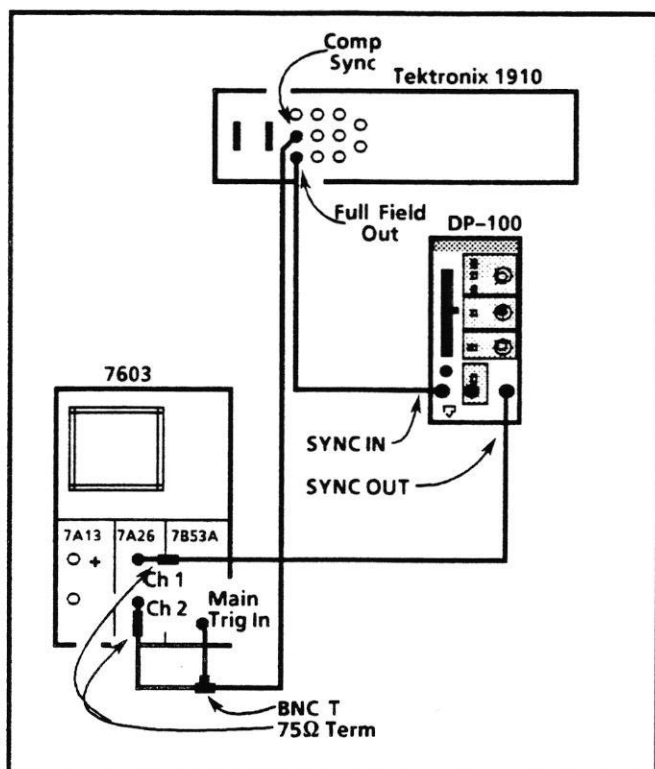 Comp
Sync
Tektronix 1910
Full Field
Out
DP-100
7603
SYNC IN
SYNC OUT
7A13
7A26
7B53A
+
Ch 1
Ch 2
Main
Trig In
BNC T
75Ω Term